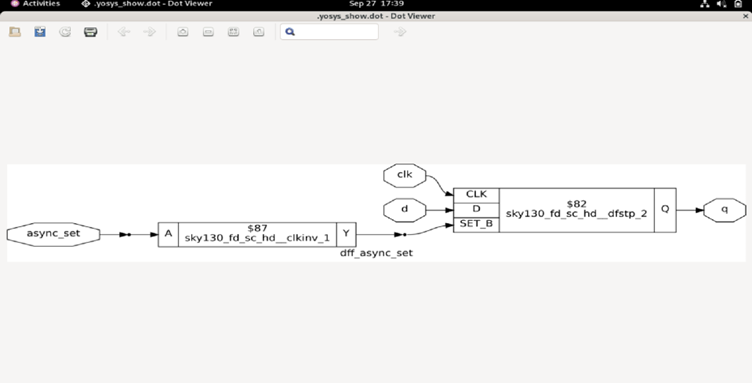 Activities
.yosys_show.dot - Dot Viewer
Sep 27 17:39
.yosys_show.dot - Dot Viewer
clk
CLK
d
D
$82
sky130_fd_sc_hd__dfstp_2
Q
q
SET_B
async_set
A
$87
sky130_fd_sc_hd__clkinv_1
Y
dff_async_set